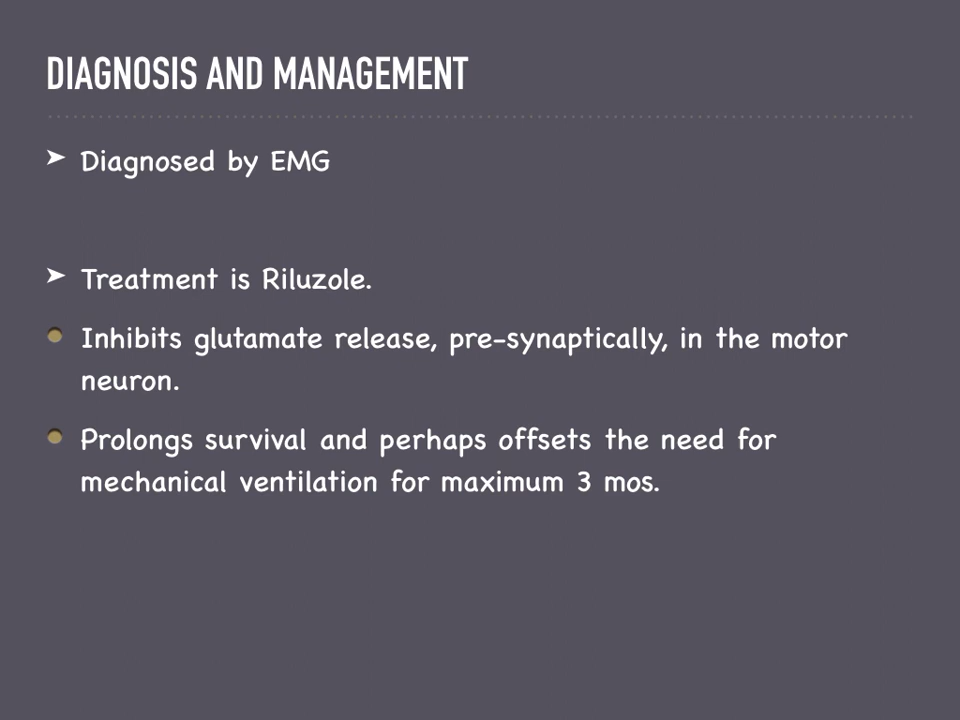 DIAGNOSIS AND MANAGEMENT
➤ Diagnosed by EMG
➤ Treatment is Riluzole.
Inhibits glutamate release, pre-synaptically, in the motor
neuron.
Prolongs survival and perhaps offsets the need for
mechanical ventilation for maximum 3 mos.